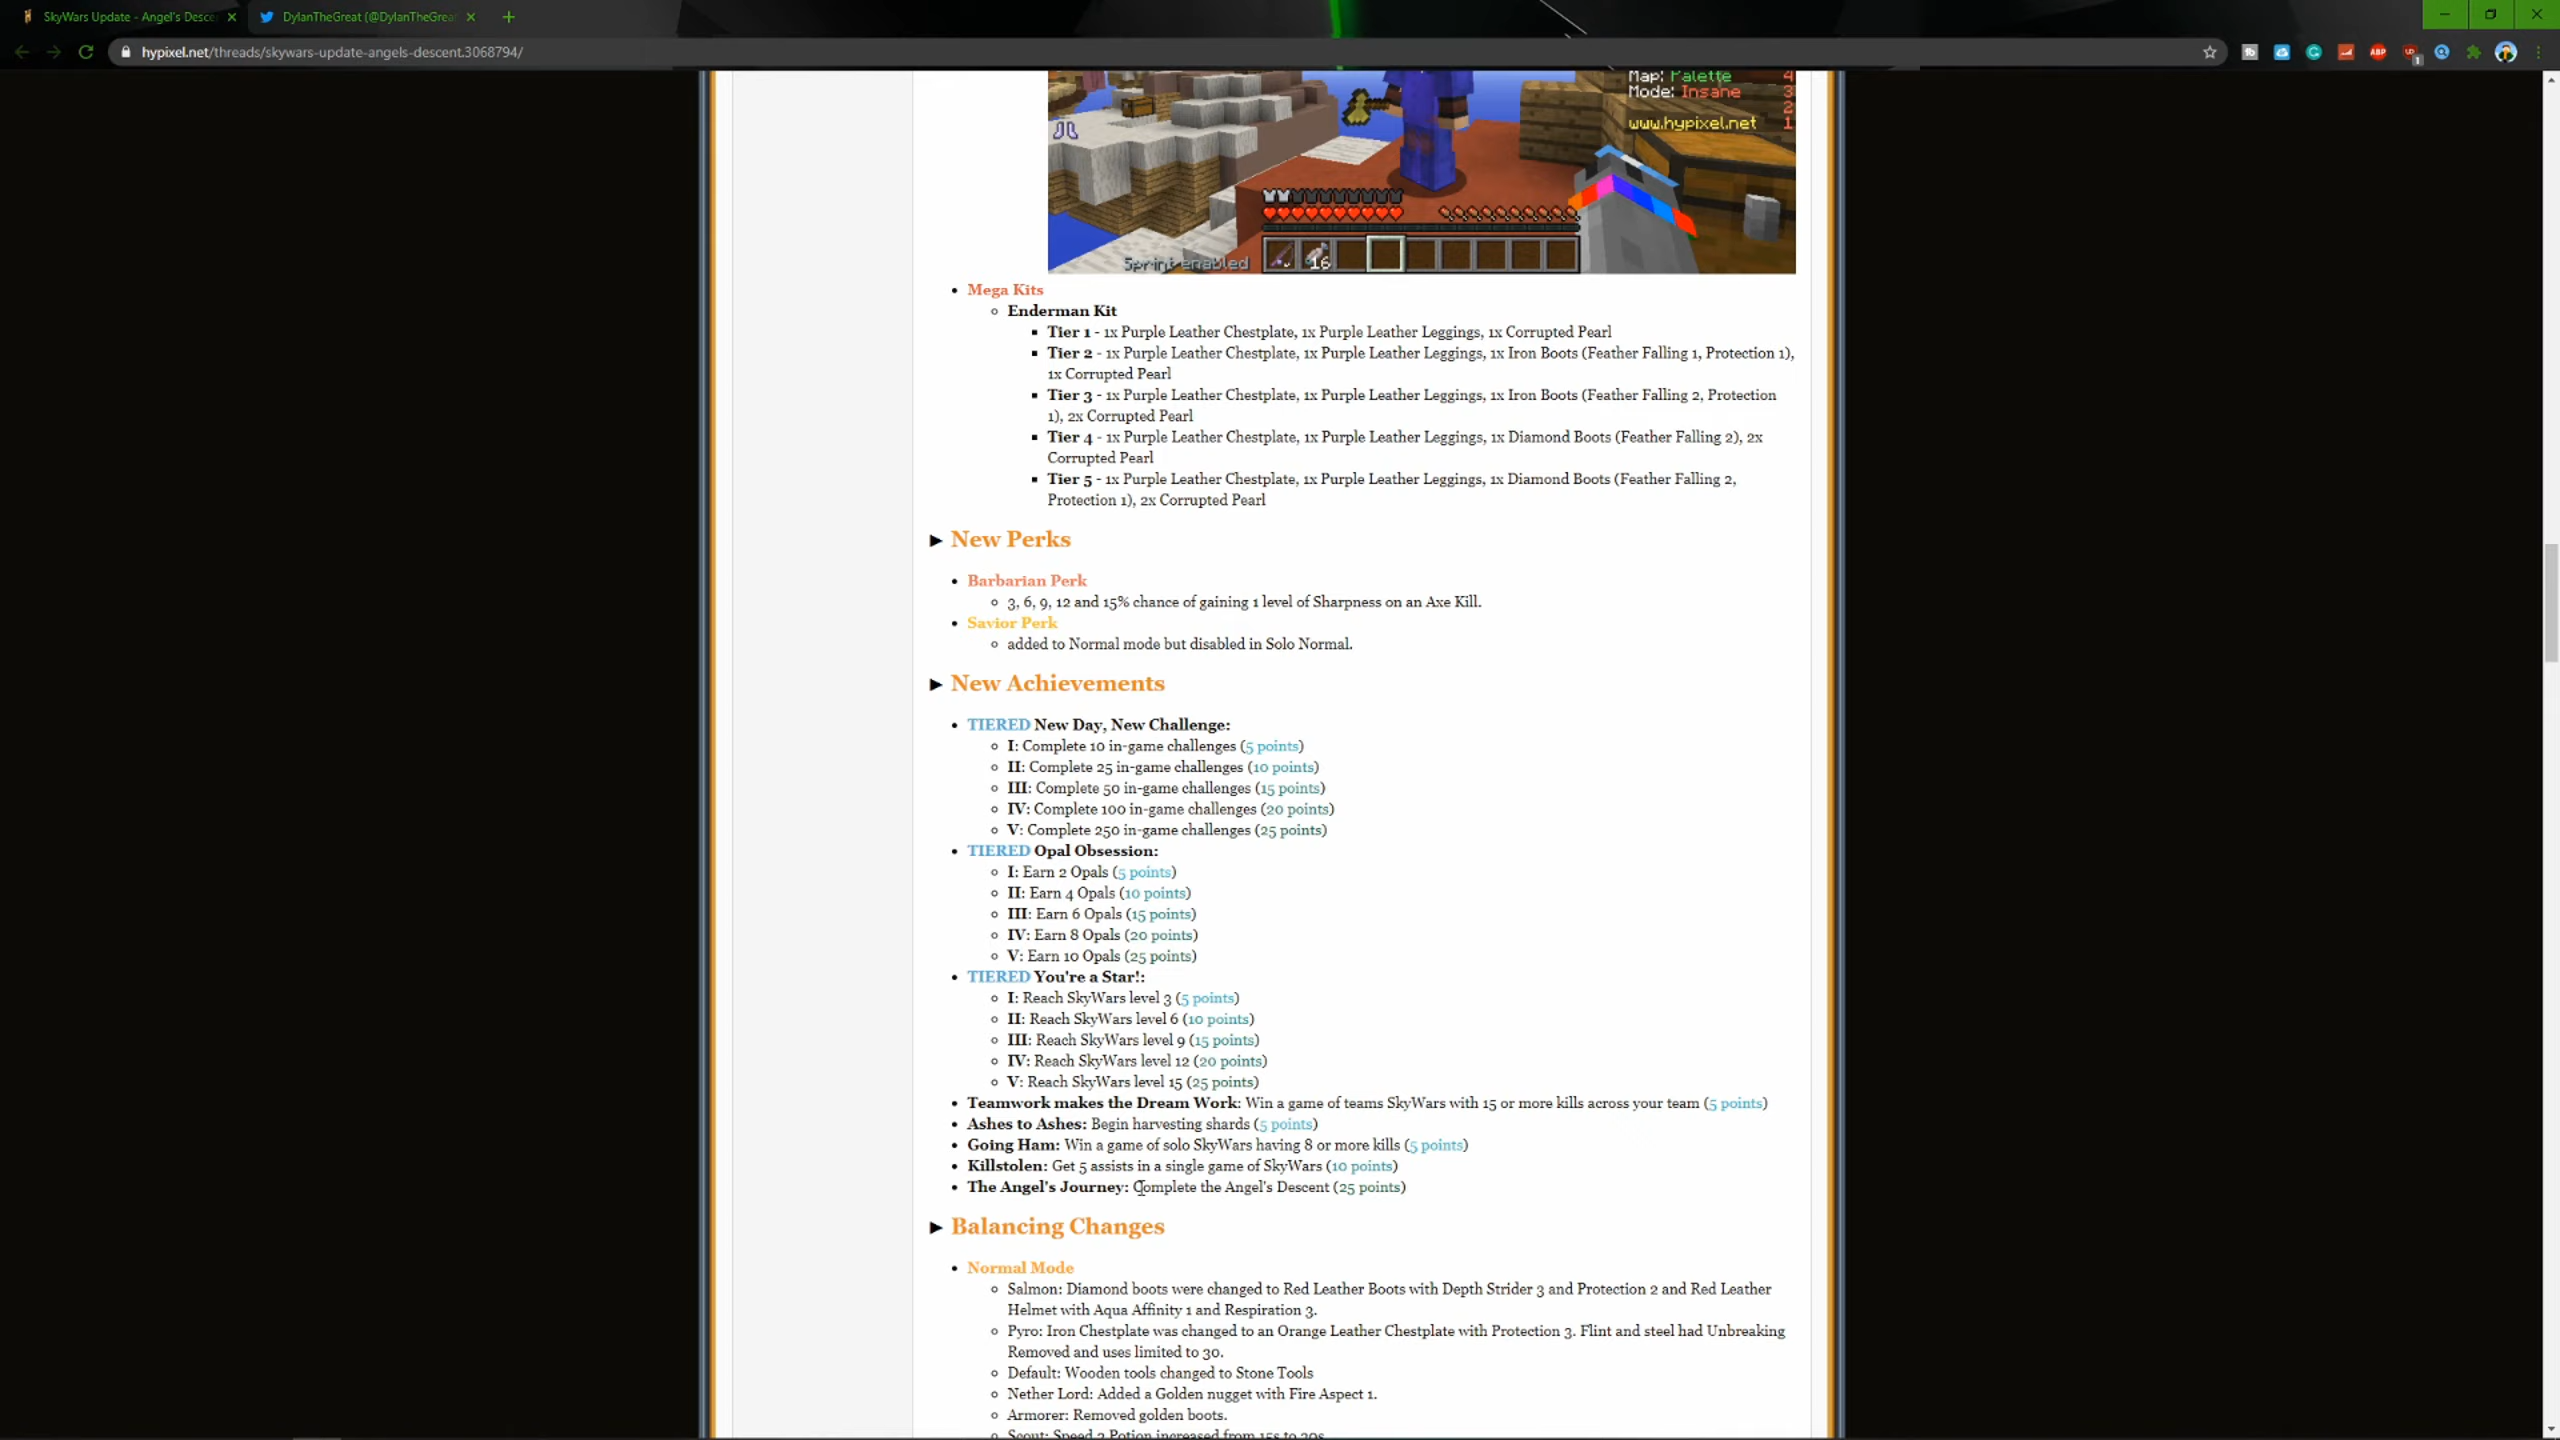 SkyWars Update - Angel's Desce
DylanTheGreat (@DylanTheGrea
hypixel.net/threads/skywars-update-angels-descent.3068794/
ABP
Map: Palette 4
Mode: Insane 3
2
www.hypixel.net 1
16
Sprint enabled
Mega Kits
Enderman Kit
Tier 1 - 1x Purple Leather Chestplate, 1x Purple Leather Leggings, 1x Corrupted Pearl
Tier 2 - 1x Purple Leather Chestplate, 1x Purple Leather Leggings, 1x Iron Boots (Feather Falling 1, Protection 1),
1x Corrupted Pearl
Tier 3 - 1x Purple Leather Chestplate, 1x Purple Leather Leggings, 1x Iron Boots (Feather Falling 2, Protection
1), 2x Corrupted Pearl
Tier 4 - 1x Purple Leather Chestplate, 1x Purple Leather Leggings, 1x Diamond Boots (Feather Falling 2), 2x
Corrupted Pearl
Tier 5 - 1x Purple Leather Chestplate, 1x Purple Leather Leggings, 1x Diamond Boots (Feather Falling 2,
Protection 1), 2x Corrupted Pearl
► New Perks
Barbarian Perk
3, 6, 9, 12 and 15% chance of gaining 1 level of Sharpness on an Axe Kill.
Savior Perk
added to Normal mode but disabled in Solo Normal.
► New Achievements
TIERED New Day, New Challenge:
I: Complete 10 in-game challenges (5 points)
II: Complete 25 in-game challenges (10 points)
III: Complete 50 in-game challenges (15 points)
IV: Complete 100 in-game challenges (20 points)
V: Complete 250 in-game challenges (25 points)
TIERED Opal Obsession:
I: Earn 2 Opals (5 points)
II: Earn 4 Opals (10 points)
III: Earn 6 Opals (15 points)
IV: Earn 8 Opals (20 points)
V: Earn 10 Opals (25 points)
TIERED You're a Star!:
I: Reach SkyWars level 3 (5 points)
II: Reach SkyWars level 6 (10 points)
III: Reach SkyWars level 9 (15 points)
IV: Reach SkyWars level 12 (20 points)
V: Reach SkyWars level 15 (25 points)
Teamwork makes the Dream Work: Win a game of teams SkyWars with 15 or more kills across your team (5 points)
Ashes to Ashes: Begin harvesting shards (5 points)
Going Ham: Win a game of solo SkyWars having 8 or more kills (5 points)
Killstolen: Get 5 assists in a single game of SkyWars (10 points)
The Angel's Journey: Complete the Angel's Descent (25 points)
► Balancing Changes
Normal Mode
Salmon: Diamond boots were changed to Red Leather Boots with Depth Strider 3 and Protection 2 and Red Leather
Helmet with Aqua Affinity 1 and Respiration 3.
Pyro: Iron Chestplate was changed to an Orange Leather Chestplate with Protection 3. Flint and steel had Unbreaking
Removed and uses limited to 30.
Default: Wooden tools changed to Stone Tools
Nether Lord: Added a Golden nugget with Fire Aspect 1.
Armorer: Removed golden boots.
Scout: Speed 2 Potion increased from 15s to 20s